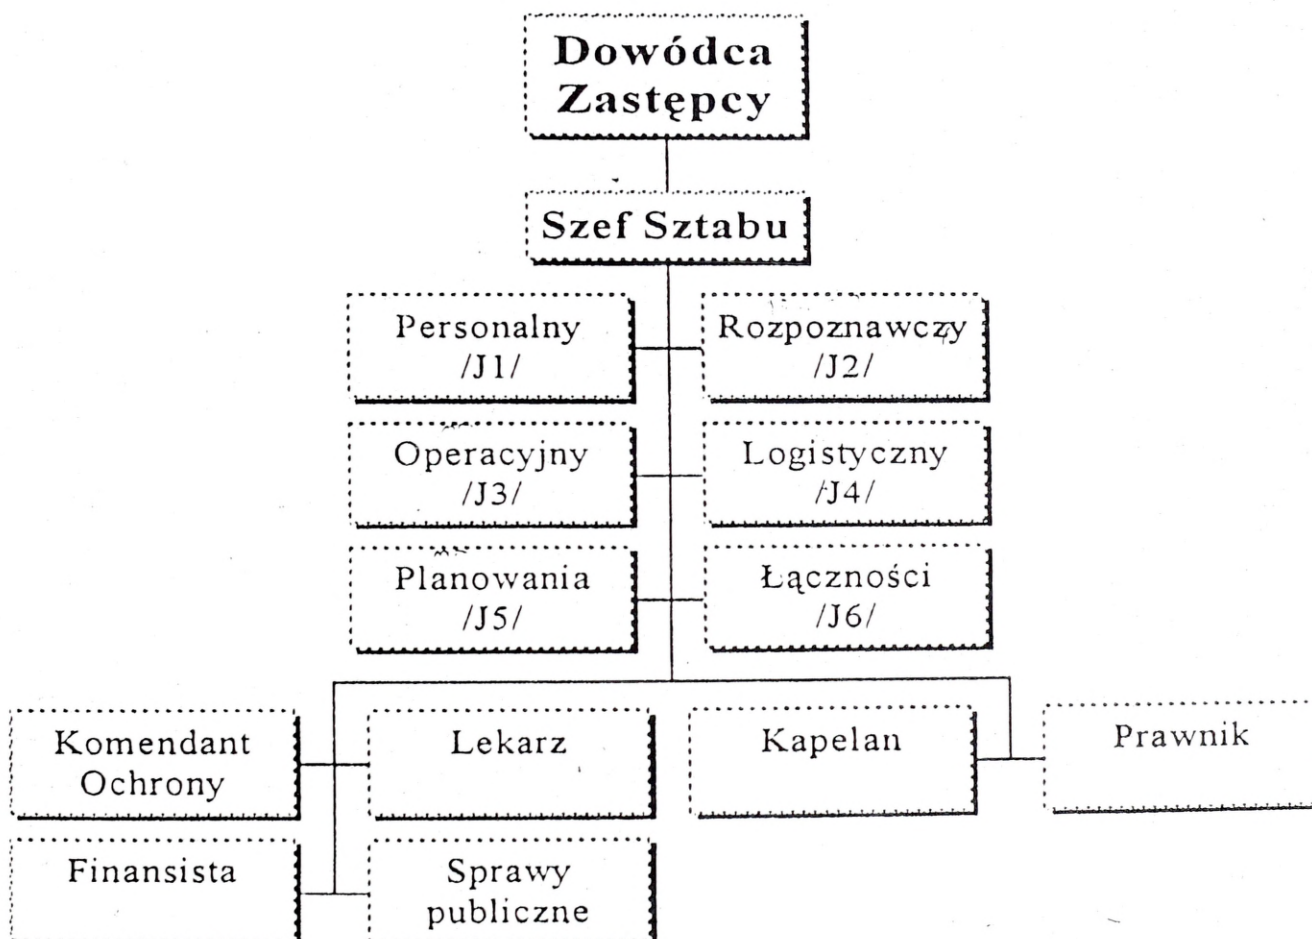 Dowódca
Zastępcy
Szef Sztabu
Personalny
/J1/
Rozpoznawczy
/J2/
Operacyjny
/J3/
Logistyczny
/J4/
Planowania
/J5/
Łączności
/J6/
Komendant
Ochrony
Lekarz
Kapelan
Prawnik
Finansista
Sprawy
publiczne